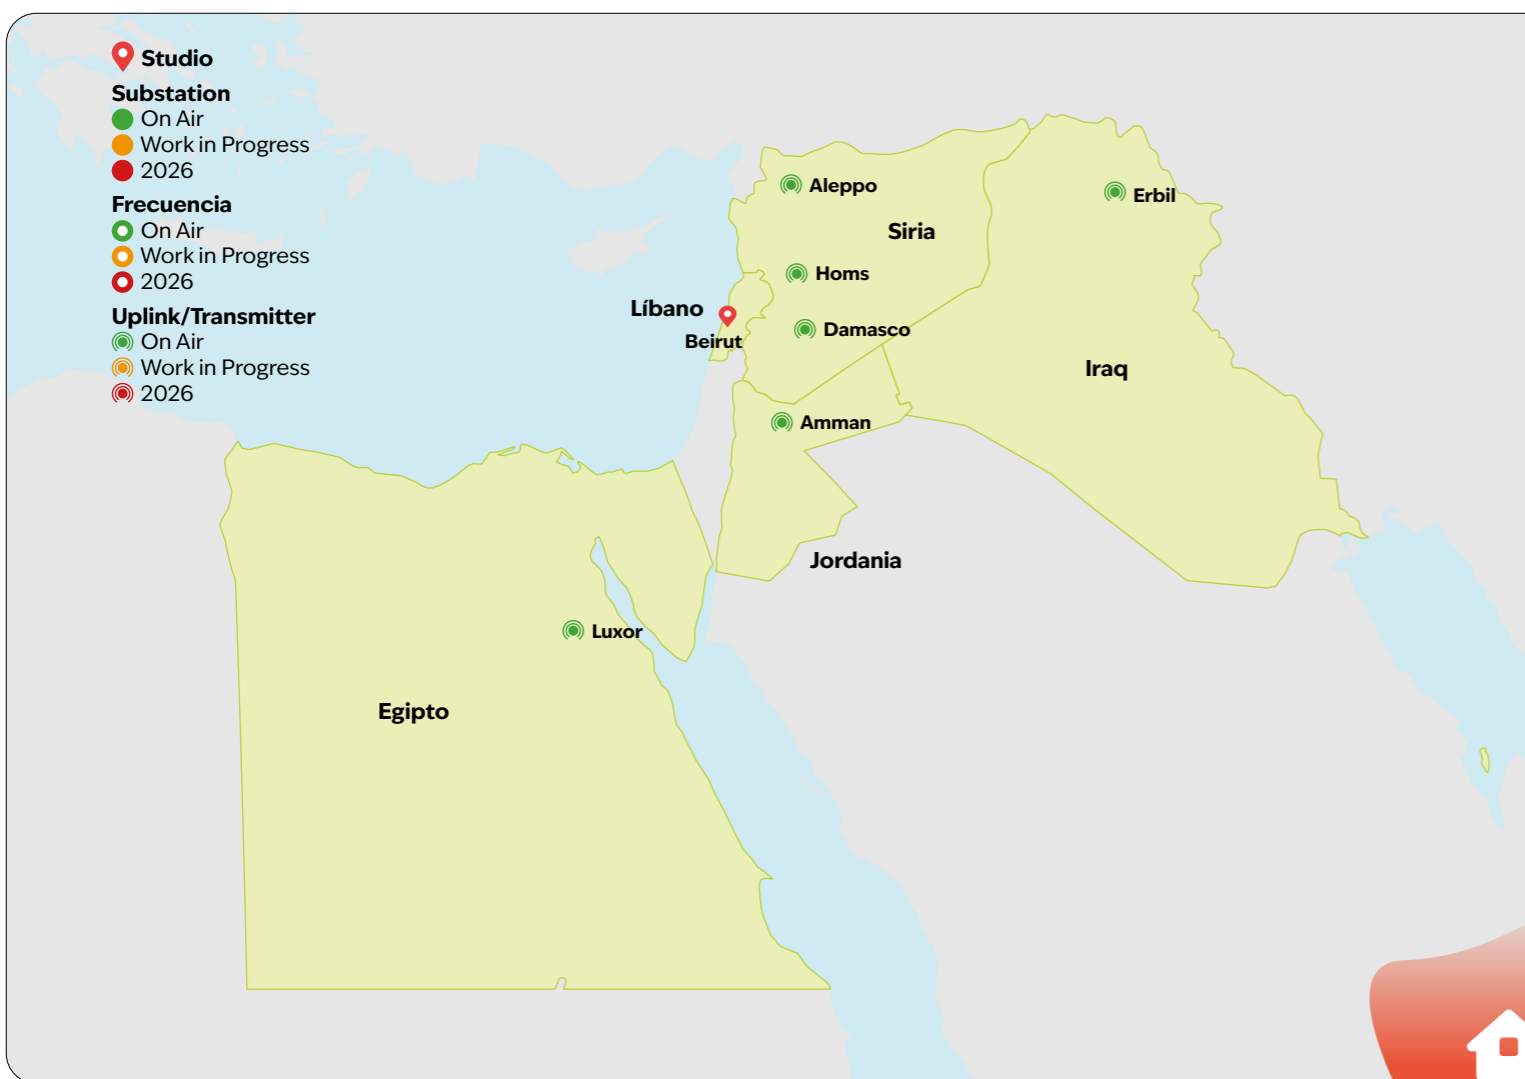 Studio
Substation
On Air
Work in Progress
2026
Frecuencia
On Air
Work in Progress
2026
Uplink/Transmitter
On Air
Work in Progress
2026
Aleppo
Erbil
Siria
Homs
Líbano
Damasco
Beirut
Iraq
Amman
Jordania
Luxor
Egipto